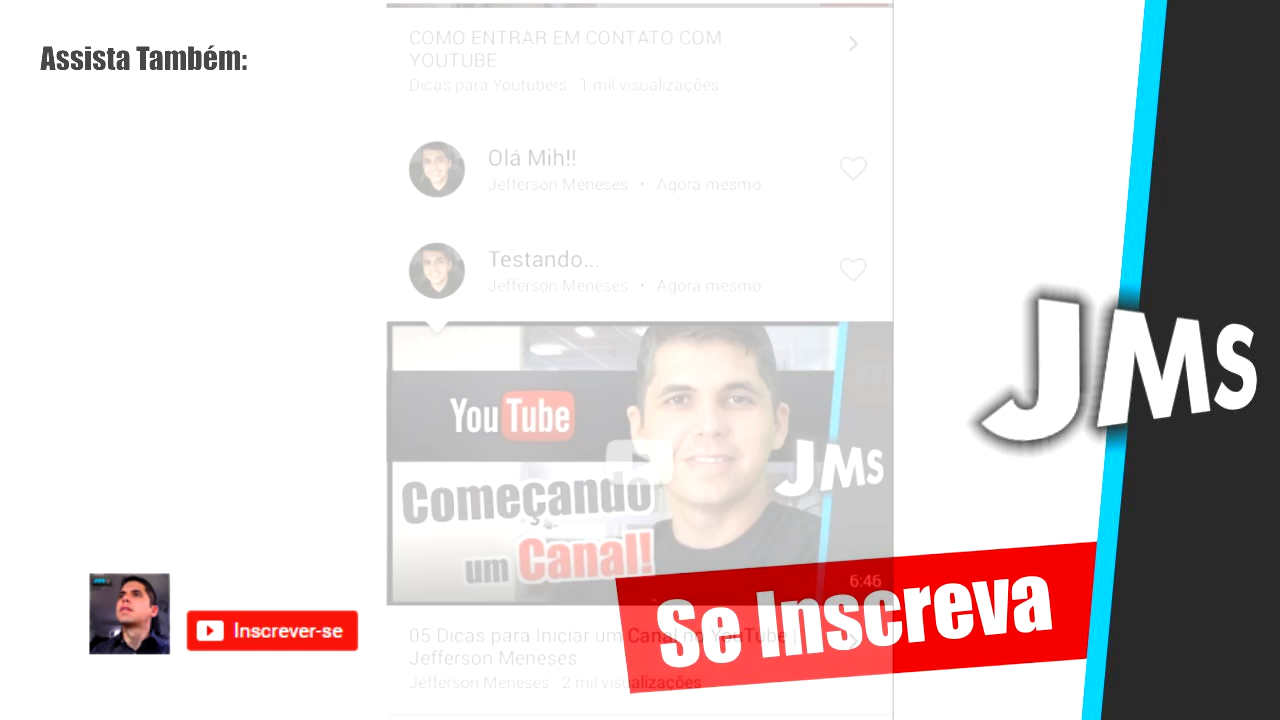 Assista Também:
COMO ENTRAR EM CONTATO COM
YOUTUBE
Dicas para Youtubers 1 mil visualizações
Olá Mih!!
Jefferson Meneses • Agora mesmo
Testando...
Jefferson Meneses • Agora mesmo
YouTube
JMS
Começando
um Canal!
6:46
05 Dicas para Iniciar um Canal no YouTube |
Jefferson Meneses
Jefferson Meneses 2 mil visualizações
JMS
Se Inscreva
Inscrever-se